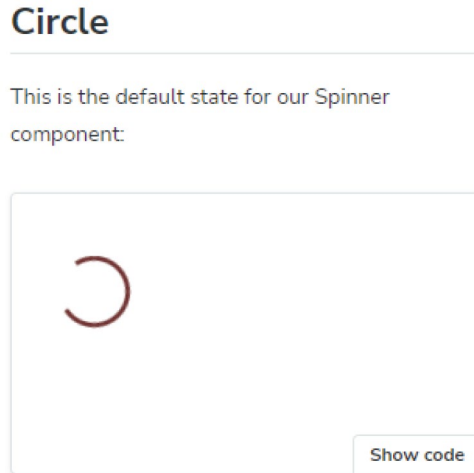 Circle
This is the default state for our Spinner
component:
Show code